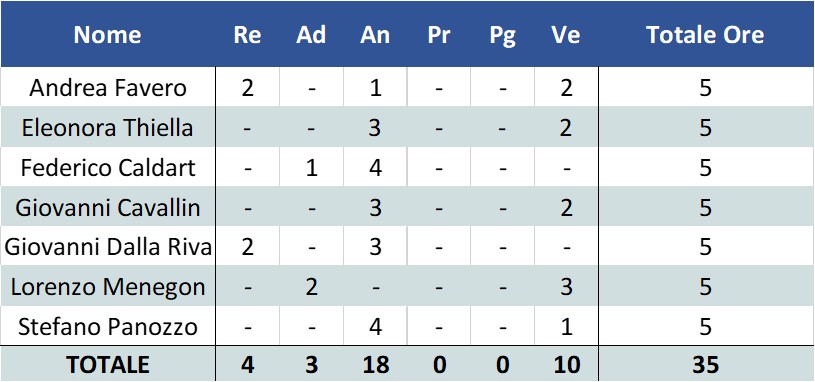 Nome Re Ad An Pr Pg Ve Totale Ore
Andrea Favero 2 - 1 - - 2 5
Eleonora Thiella - - 3 - - 2 5
Federico Caldart - 1 4 - - - 5
Giovanni Cavallin - - 3 - - 2 5
Giovanni Dalla Riva 2 - 3 - - - 5
Lorenzo Menegon - 2 - - - 3 5
Stefano Panozzo - - 4 - - 1 5
TOTALE 4 3 18 0 0 10 35